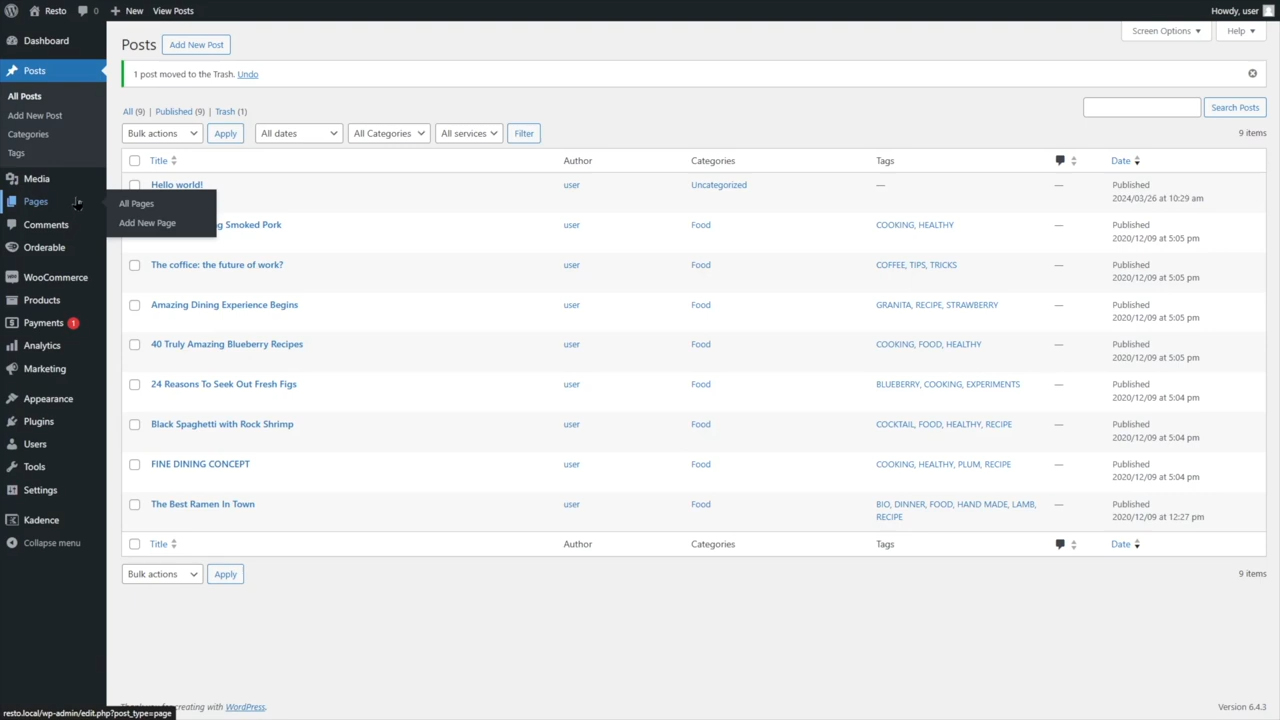 Resto 0 New View Posts Howdy, user
Dashboard
Posts
All Posts
Add New Post
Categories
Tags
Media
Pages
Comments
Orderable
WooCommerce
Products
Payments 1
Analytics
Marketing
Appearance
Plugins
Users
Tools
Settings
Kadence
Collapse menu
All Pages
Add New Page
Screen Options Help
Posts Add New Post
1 post moved to the Trash. Undo
All (9) | Published (9) | Trash (1)
Search Posts
Bulk actions Apply All dates All Categories All services Filter
9 items
Title Author Categories Tags Date
Hello world! user Uncategorized — — Published
2024/03/26 at 10:29 am
g Smoked Pork user Food COOKING, HEALTHY — Published
2020/12/09 at 5:05 pm
The coffice: the future of work? user Food COFFEE, TIPS, TRICKS — Published
2020/12/09 at 5:05 pm
Amazing Dining Experience Begins user Food GRANITA, RECIPE, STRAWBERRY — Published
2020/12/09 at 5:05 pm
40 Truly Amazing Blueberry Recipes user Food COOKING, FOOD, HEALTHY — Published
2020/12/09 at 5:05 pm
24 Reasons To Seek Out Fresh Figs user Food BLUEBERRY, COOKING, EXPERIMENTS — Published
2020/12/09 at 5:04 pm
Black Spaghetti with Rock Shrimp user Food COCKTAIL, FOOD, HEALTHY, RECIPE — Published
2020/12/09 at 5:04 pm
FINE DINING CONCEPT user Food COOKING, HEALTHY, PLUM, RECIPE — Published
2020/12/09 at 5:04 pm
The Best Ramen In Town user Food BIO, DINNER, FOOD, HAND MADE, LAMB, — Published
RECIPE 2020/12/09 at 12:27 pm
Title Author Categories Tags Date
Bulk actions Apply 9 items
for creating with WordPress. Version 6.4.3
resto.local/wp-admin/edit.php?post_type=page